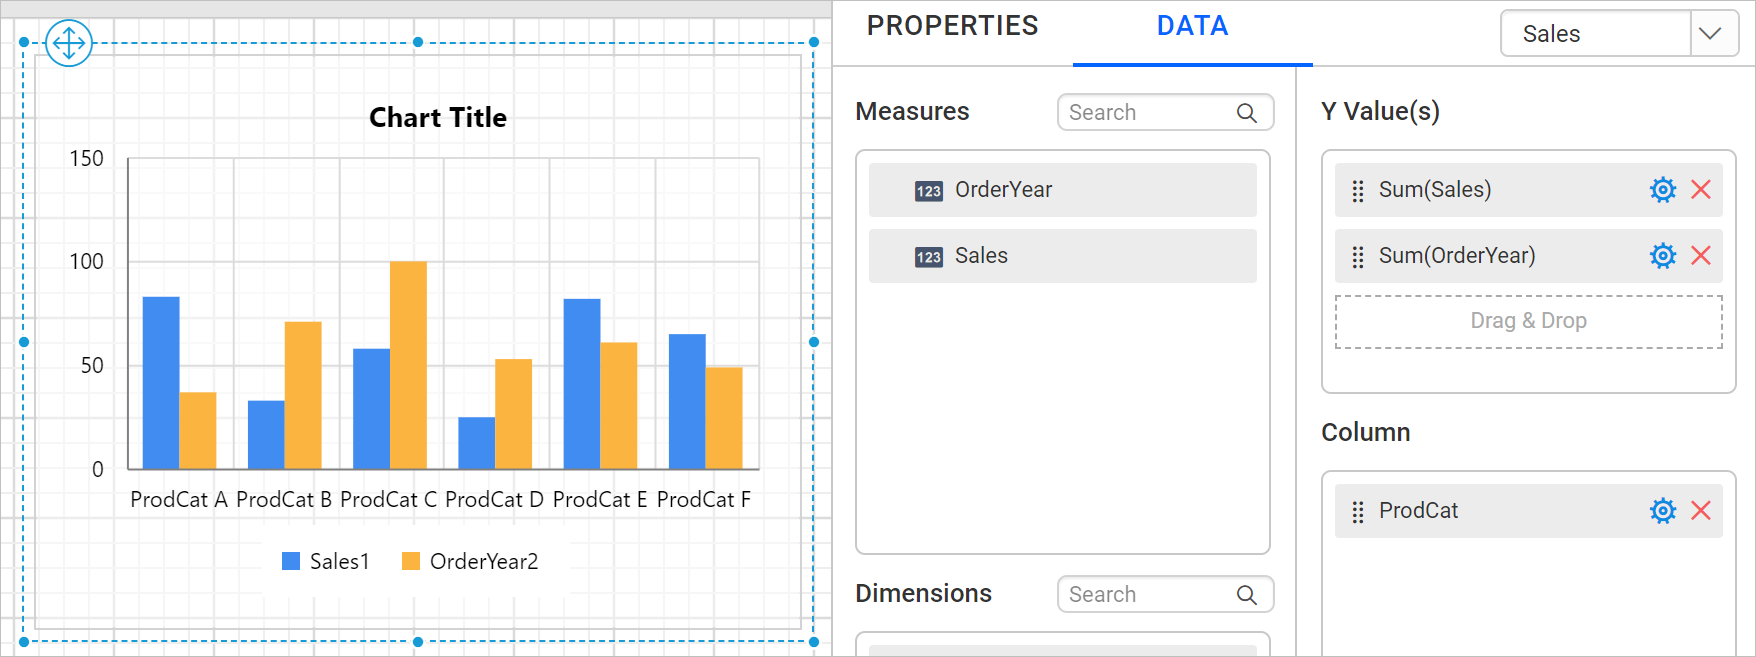 PROPERTIES
DATA
Sales
Chart Title
150
100
50
0
ProdCat A ProdCat B ProdCat C ProdCat D ProdCat E ProdCat F
Sales1 OrderYear2
Measures
Search
123 OrderYear
123 Sales
Dimensions
Search
Y Value(s)
Sum(Sales)
Sum(OrderYear)
Drag & Drop
Column
ProdCat